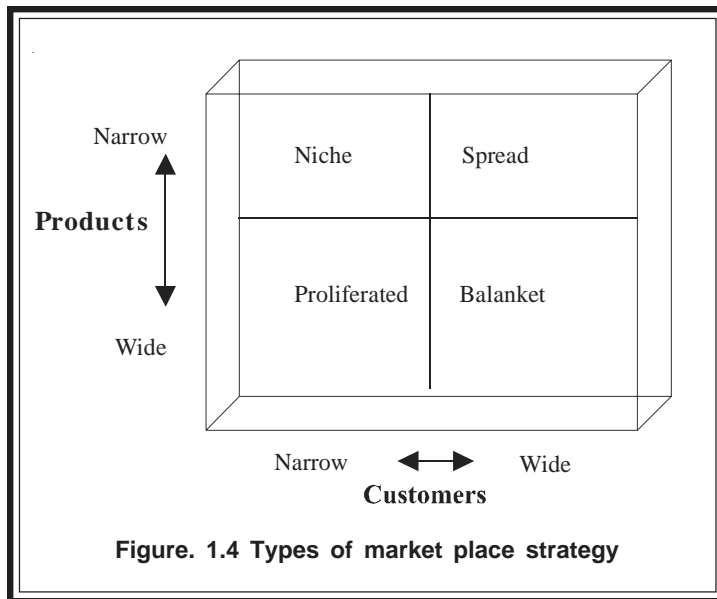 Narrow
Niche Spread
Products
Proliferated Balanket
Wide
Narrow Wide
Customers
Figure. 1.4 Types of market place strategy